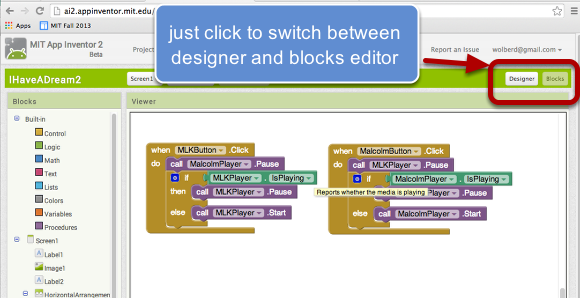 ai2.appinventor.mit.edu/
Apps
MIT Fall 2013
just click to switch between
designer and blocks editor
MIT App Inventor 2
Beta
Project
Report an Issue
wolberd@gmail.com
IHaveADream2
Screen1
Designer
Blocks
Blocks
Viewer
Built-in
Control
Logic
Math
Text
Lists
Colors
Variables
Procedures
Screen1
Label1
Image1
Label2
HorizontalArrangemen
when MLKButton .Click
do call MalcolmPlayer .Pause
if MLKPlayer . IsPlaying
then call MLKPlayer .Pause
else call MLKPlayer .Start
when MalcolmButton .Click
do call MLKPlayer .Pause
if MalcolmPlayer . IsPlaying
Reports whether the media is playing
Player .Pause
else call MalcolmPlayer .Start